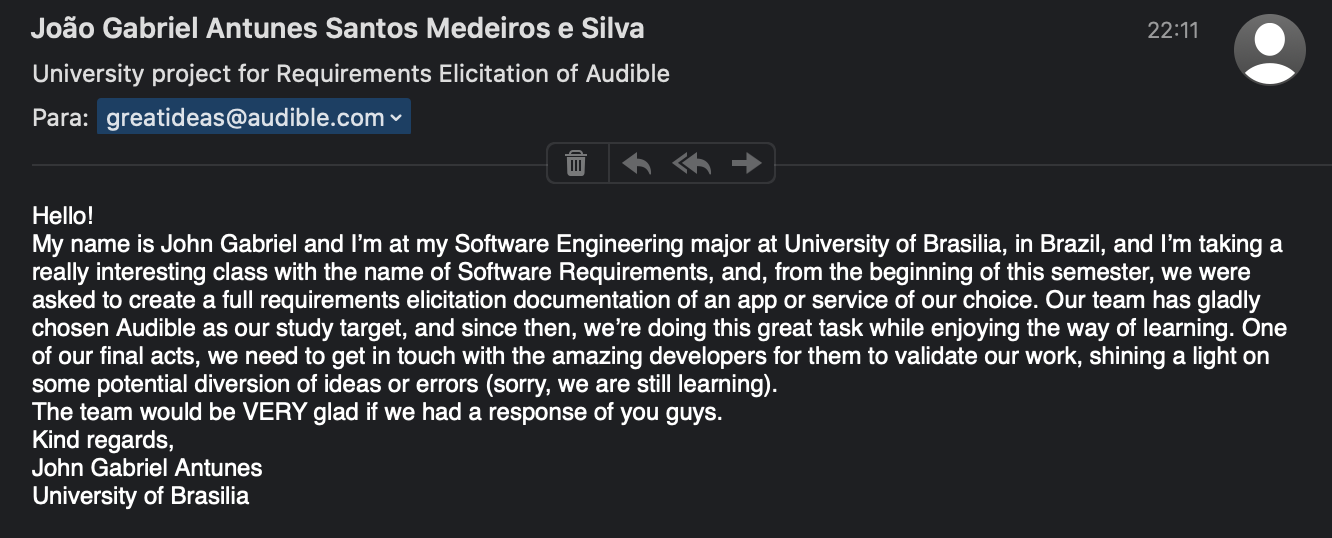 João Gabriel Antunes Santos Medeiros e Silva
22:11
University project for Requirements Elicitation of Audible
Para: greatideas@audible.com
Hello!
My name is John Gabriel and I’m at my Software Engineering major at University of Brasilia, in Brazil, and I’m taking a
really interesting class with the name of Software Requirements, and, from the beginning of this semester, we were
asked to create a full requirements elicitation documentation of an app or service of our choice. Our team has gladly
chosen Audible as our study target, and since then, we’re doing this great task while enjoying the way of learning. One
of our final acts, we need to get in touch with the amazing developers for them to validate our work, shining a light on
some potential diversion of ideas or errors (sorry, we are still learning).
The team would be VERY glad if we had a response of you guys.
Kind regards,
John Gabriel Antunes
University of Brasilia